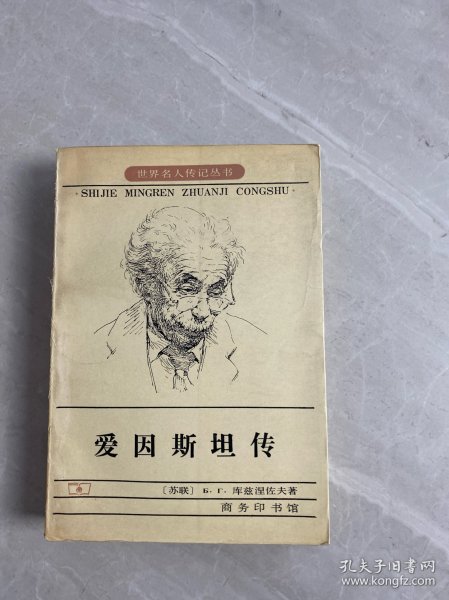 世界名人传记丛书
·SHIJIE MINGREN ZHUANJI CONGSHU·
爱因斯坦传
〔苏联〕 Б. Г. 库兹涅佐夫著
商务印书馆
孔夫子旧书网
www.kongfz.com